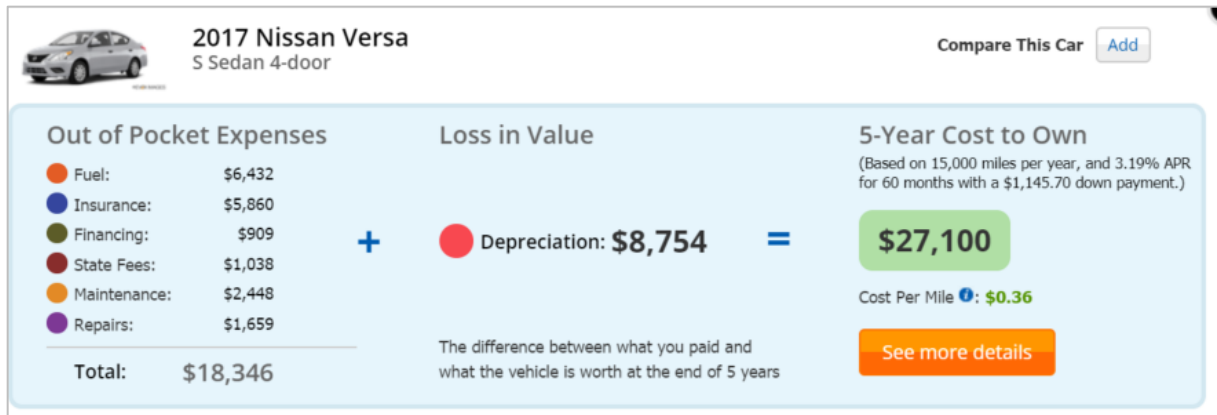 2017 Nissan Versa
S Sedan 4-door
Compare This Car Add
Out of Pocket Expenses
Fuel: $6,432
Insurance: $5,860
Financing: $909
State Fees: $1,038
Maintenance: $2,448
Repairs: $1,659
Total: $18,346
+
Loss in Value
Depreciation: $8,754
The difference between what you paid and
what the vehicle is worth at the end of 5 years
=
5-Year Cost to Own
(Based on 15,000 miles per year, and 3.19% APR
for 60 months with a $1,145.70 down payment.)
$27,100
Cost Per Mile i: $0.36
See more details